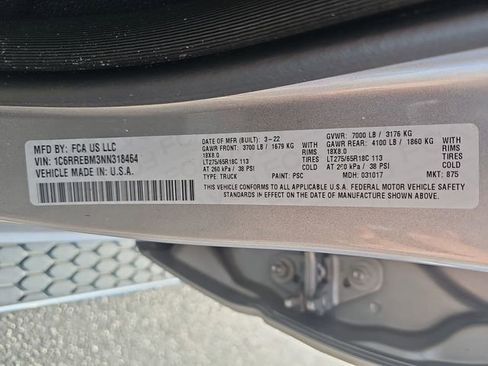 MFD BY: FCA US LLC
VIN: 1C6RREBM3NN318464
VEHICLE MADE IN: U.S.A.
DATE OF MFR (BUILT): 3-22
GAWR FRONT: 3700 LB / 1679 KG
18X8.0 RIMS
LT275/65R18C 113 TIRES
AT 260 kPa / 38 PSI COLD
TYPE: TRUCK PAINT: PSC
GVWR: 7000 LB / 3176 KG
GAWR REAR: 4100 LB / 1860 KG
18X8.0 RIMS
LT275/65R18C 113 TIRES
AT 260 kPa / 38 PSI COLD
MDH: 031017 MKT: 875
THIS VEHICLE CONFORMS TO ALL APPLICABLE U.S.A. FEDERAL MOTOR VEHICLE SAFETY
STANDARDS IN EFFECT ON THE DATE OF MANUFACTURE SHOWN ABOVE.